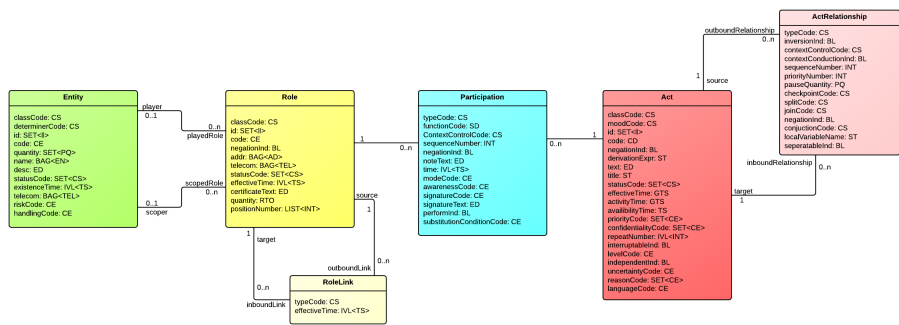 Entity
classCode: CS
determinerCode: CS
id: SET<II>
code: CE
quantity: SET<PQ>
name: BAG<EN>
desc: ED
statusCode: SET<CS>
existenceTime: IVL<TS>
telecom: BAG<TEL>
riskCode: CE
handlingCode: CE
player
0..1
0..n
playedRole
scopedRole
0..n
0..1
scoper
Role
classCode: CS
id: SET<II>
code: CE
negationInd: BL
addr: BAG<AD>
telecom: BAG<TEL>
statusCode: SET<CS>
effectiveTime: IVL<TS>
certificateText: ED
quantity: RTO
positionNumber: LIST<INT>
1
0..n
source
1
outboundLink
0..n
1
target
0..n
inboundLink
RoleLink
typeCode: CS
effectiveTime: IVL<TS>
Participation
typeCode: CS
functionCode: SD
ContextControlCode: CS
sequenceNumber: INT
negationInd: BL
noteText: ED
time: IVL<TS>
modeCode: CE
awarenessCode: CE
signatureCode: CE
signatureText: ED
performInd: BL
substitutionConditionCode: CE
1
0..n
Act
classCode: CS
moodCode: CS
id: SET<II>
code: CD
negationInd: BL
derivationExpr: ST
text: ED
title: ST
statusCode: SET<CS>
effectiveTime: GTS
activityTime: GTS
availibilityTime: TS
priorityCode: SET<CE>
confidentialityCode: SET<CE>
repeatNumber: IVL<INT>
interruptableInd: BL
levelCode: CE
independentInd: BL
uncertaintyCode: CE
reasonCode: SET<CE>
languageCode: CE
outboundRelationship
0..n
1
source
inboundRelationship
0..n
target
1
ActRelationship
typeCode: CS
inversionInd: BL
contextControlCode: CS
contextConductionInd: BL
sequenceNumber: INT
priorityNumber: INT
pauseQuantity: PQ
checkpointCode: CS
splitCode: CS
joinCode: CS
negationInd: BL
conjuctionCode: CS
localVariableName: ST
seperatableInd: BL